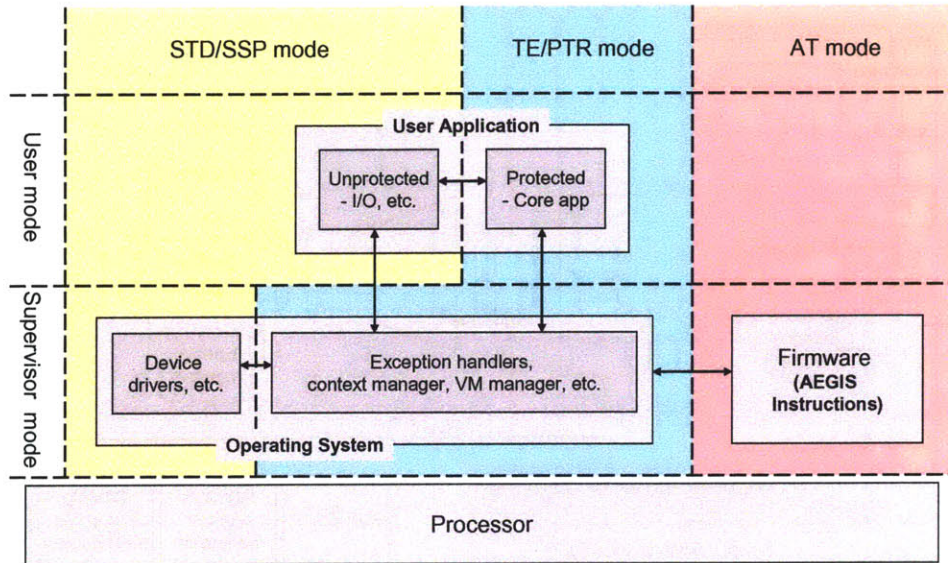 STD/SSP mode
TE/PTR mode
AT mode
User mode
User Application
Unprotected
- I/O, etc.
Protected
- Core app
Supervisor mode
Device
drivers, etc.
Exception handlers,
context manager, VM manager, etc.
Operating System
Firmware
(AEGIS
Instructions)
Processor